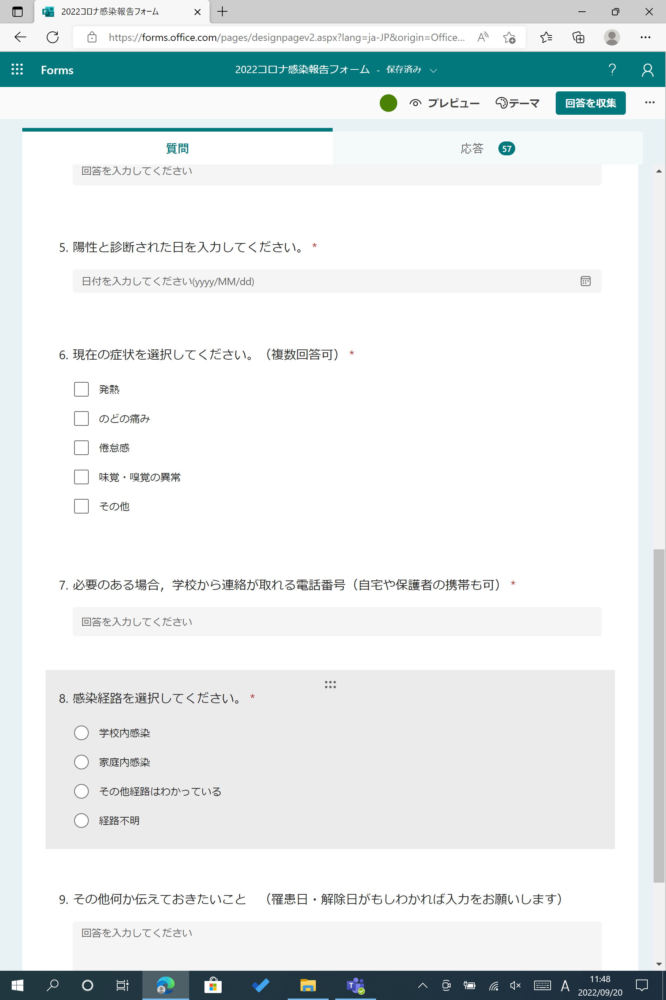 2022コロナ感染報告フォーム
https://forms.office.com/pages/designpagev2.aspx?lang=ja-JP&origin=Office...
Forms
2022コロナ感染報告フォーム - 保存済み
プレビュー
テーマ
回答を収集
質問
応答 57
回答を入力してください
5. 陽性と診断された日を入力してください。 *
日付を入力してください(yyyy/MM/dd)
6. 現在の症状を選択してください。（複数回答可） *
発熱
のどの痛み
倦怠感
味覚・嗅覚の異常
その他
7. 必要のある場合，学校から連絡が取れる電話番号（自宅や保護者の携帯も可） *
回答を入力してください
8. 感染経路を選択してください。 *
学校内感染
家庭内感染
その他経路はわかっている
経路不明
9. その他何か伝えておきたいこと　（罹患日・解除日がもしわかれば入力をお願いします）
回答を入力してください
A
11:48
2022/09/20